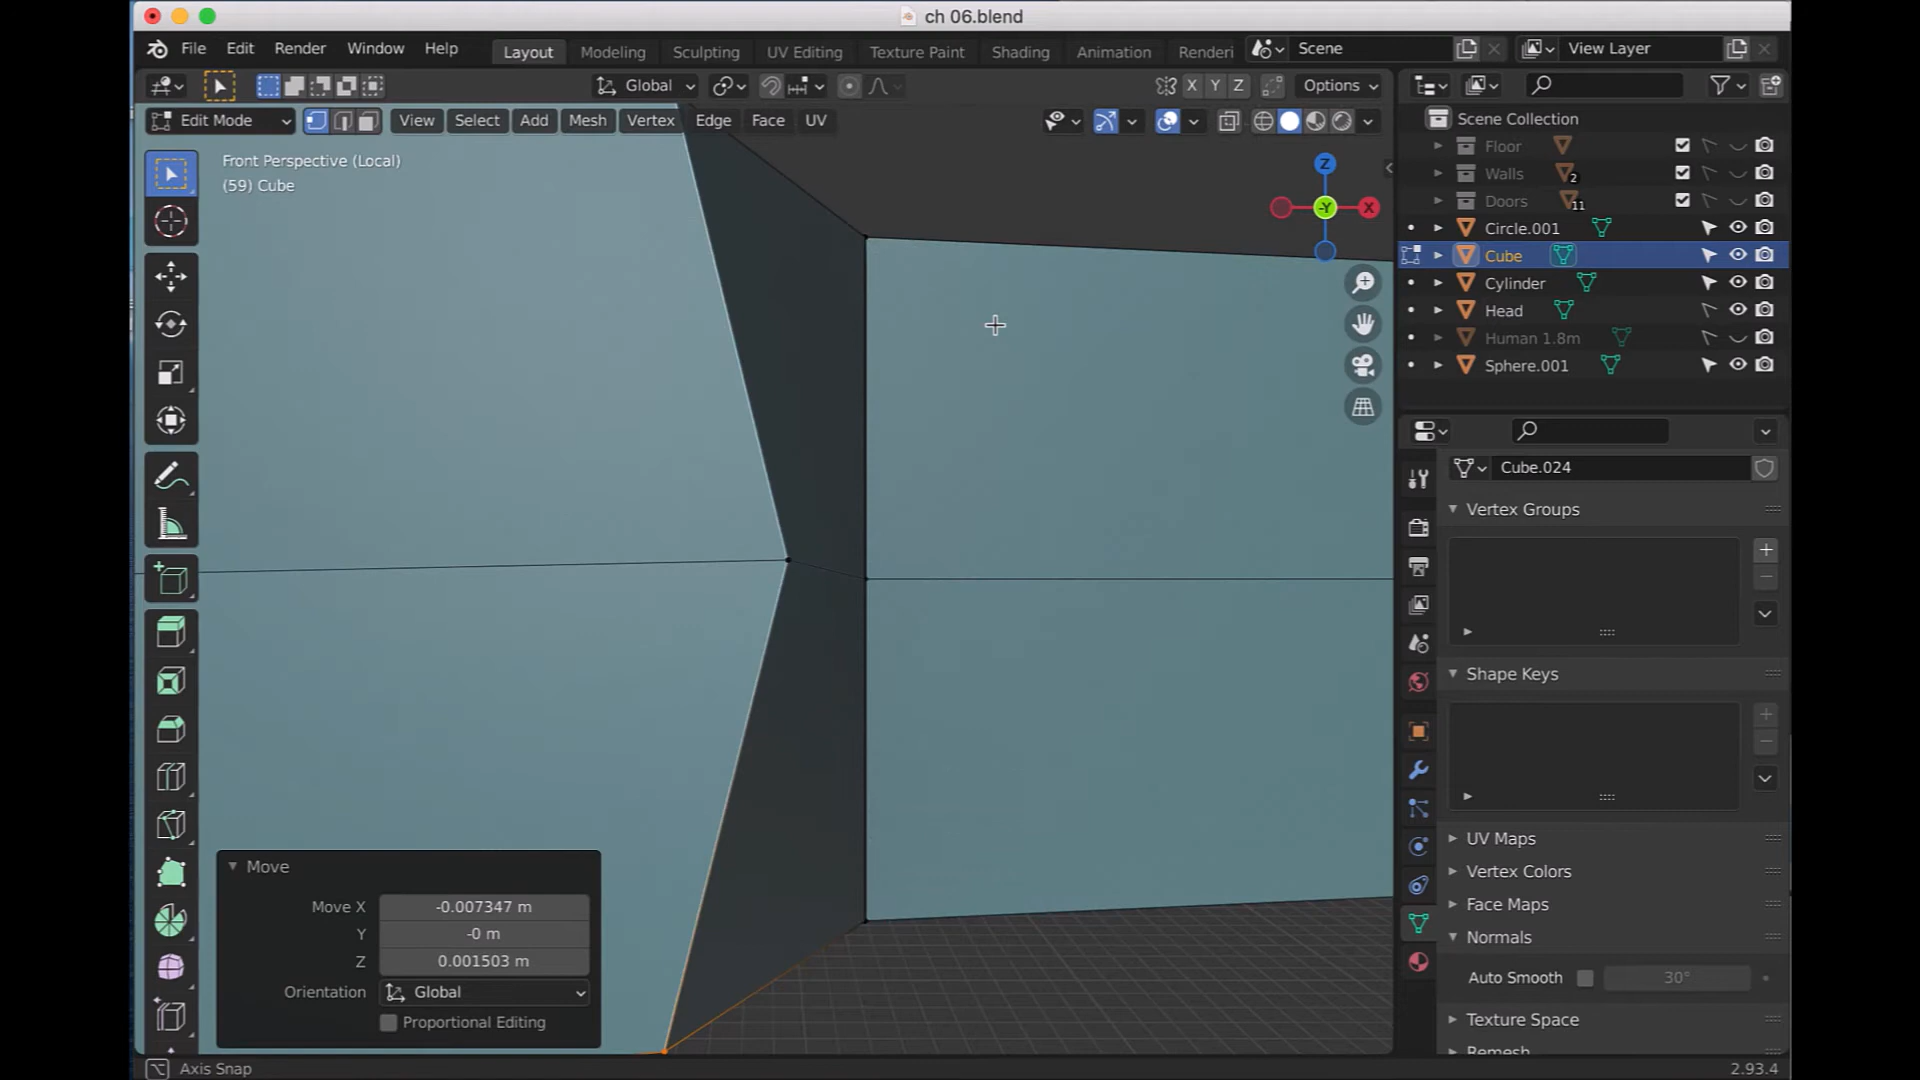 ch 06.blend
File Edit Render Window Help Layout Modeling Sculpting UV Editing Texture Paint Shading Animation Renderi Scene View Layer
Global X Y Z Options
Edit Mode View Select Add Mesh Vertex Edge Face UV
Scene Collection
Front Perspective (Local)
(59) Cube
Z
-Y
X
Floor
Walls 2
Doors 11
Circle.001
Cube
Cylinder
Head
Human 1.8m
Sphere.001
Cube.024
Vertex Groups
Shape Keys
UV Maps
Vertex Colors
Face Maps
Normals
Auto Smooth 30°
Texture Space
Remesh
Move
Move X -0.007347 m
Y -0 m
Z 0.001503 m
Orientation Global
Proportional Editing
Axis Snap
2.93.4